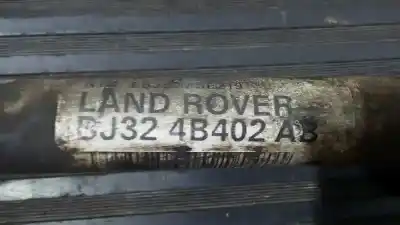 LAND ROVER
BJ32 4B402 AB